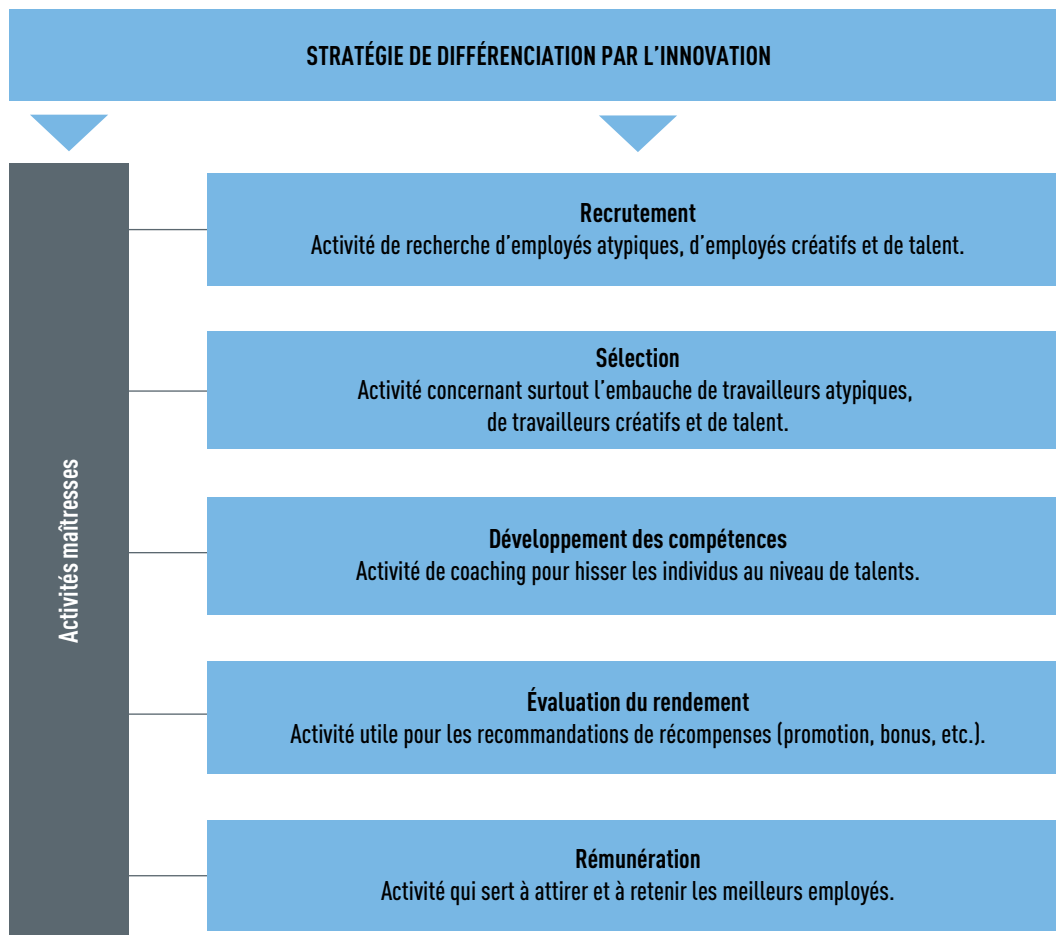 STRATÉGIE DE DIFFÉRENCIATION PAR L'INNOVATION
Activités maîtresses
Recrutement
Activité de recherche d'employés atypiques, d'employés créatifs et de talent.
Sélection
Activité concernant surtout l'embauche de travailleurs atypiques,
de travailleurs créatifs et de talent.
Développement des compétences
Activité de coaching pour hisser les individus au niveau de talents.
Évaluation du rendement
Activité utile pour les recommandations de récompenses (promotion, bonus, etc.).
Rémunération
Activité qui sert à attirer et à retenir les meilleurs employés.